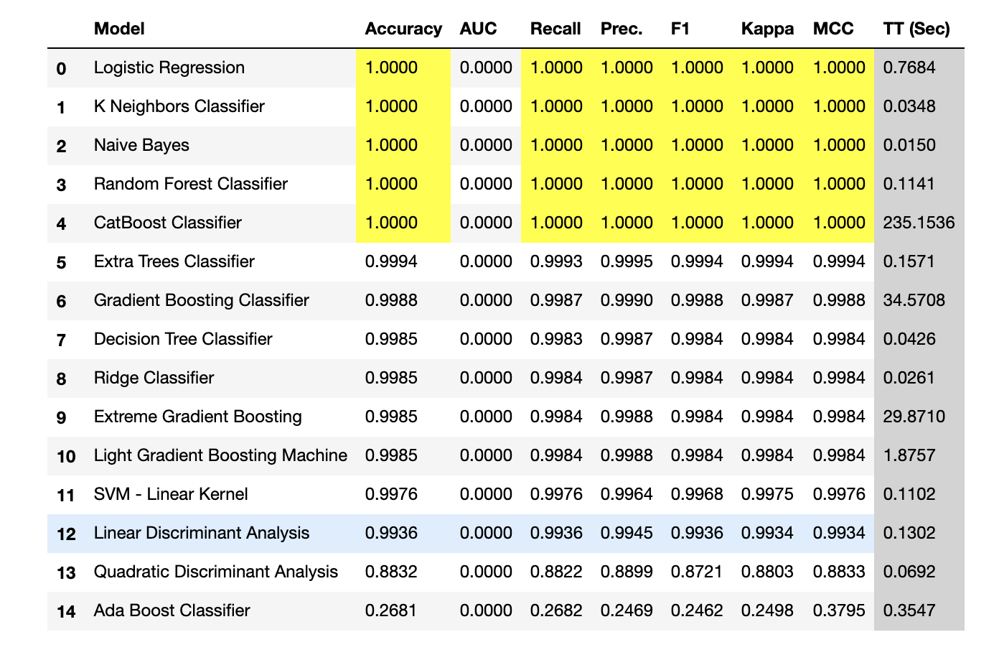 Model Accuracy AUC Recall Prec. F1 Kappa MCC TT (Sec)
0 Logistic Regression 1.0000 0.0000 1.0000 1.0000 1.0000 1.0000 1.0000 0.7684
1 K Neighbors Classifier 1.0000 0.0000 1.0000 1.0000 1.0000 1.0000 1.0000 0.0348
2 Naive Bayes 1.0000 0.0000 1.0000 1.0000 1.0000 1.0000 1.0000 0.0150
3 Random Forest Classifier 1.0000 0.0000 1.0000 1.0000 1.0000 1.0000 1.0000 0.1141
4 CatBoost Classifier 1.0000 0.0000 1.0000 1.0000 1.0000 1.0000 1.0000 235.1536
5 Extra Trees Classifier 0.9994 0.0000 0.9993 0.9995 0.9994 0.9994 0.9994 0.1571
6 Gradient Boosting Classifier 0.9988 0.0000 0.9987 0.9990 0.9988 0.9987 0.9988 34.5708
7 Decision Tree Classifier 0.9985 0.0000 0.9983 0.9987 0.9984 0.9984 0.9984 0.0426
8 Ridge Classifier 0.9985 0.0000 0.9984 0.9987 0.9984 0.9984 0.9984 0.0261
9 Extreme Gradient Boosting 0.9985 0.0000 0.9984 0.9988 0.9984 0.9984 0.9984 29.8710
10 Light Gradient Boosting Machine 0.9985 0.0000 0.9984 0.9988 0.9984 0.9984 0.9984 1.8757
11 SVM - Linear Kernel 0.9976 0.0000 0.9976 0.9964 0.9968 0.9975 0.9976 0.1102
12 Linear Discriminant Analysis 0.9936 0.0000 0.9936 0.9945 0.9936 0.9934 0.9934 0.1302
13 Quadratic Discriminant Analysis 0.8832 0.0000 0.8822 0.8899 0.8721 0.8803 0.8833 0.0692
14 Ada Boost Classifier 0.2681 0.0000 0.2682 0.2469 0.2462 0.2498 0.3795 0.3547